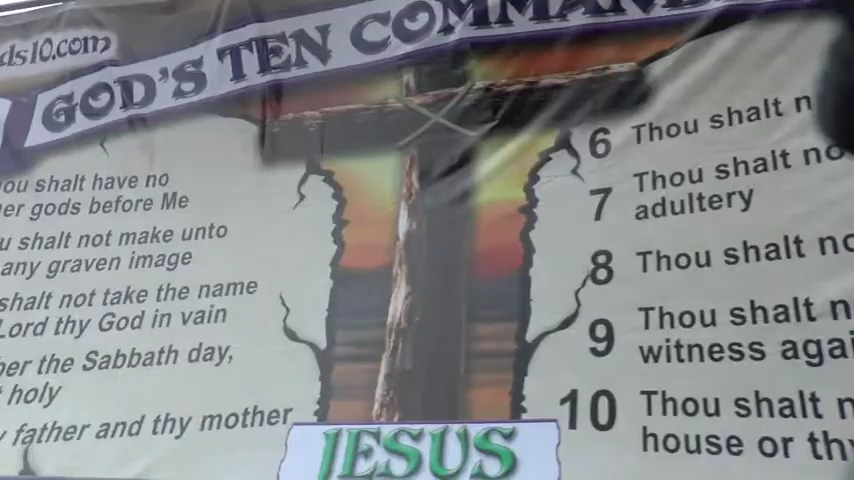 ds10.com
GOD'S TEN COMMAND
ou shalt have no
er gods before Me
u shalt not make unto
any graven image
shalt not take the name
Lord thy God in vain
ber the Sabbath day,
holy
father and thy mother
6 Thou shalt n
7 Thou shalt no
adultery
8 Thou shalt no
9 Thou shalt n
witness agai
10 Thou shalt n
house or thy
JESUS